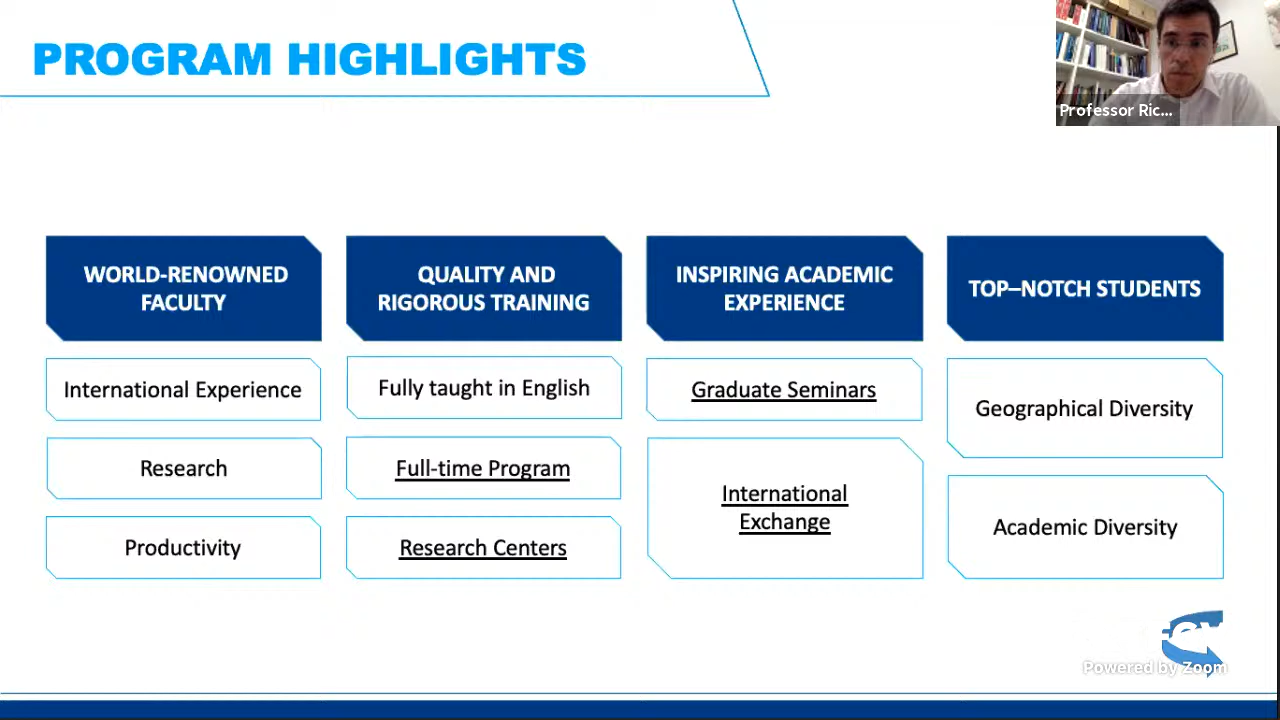 PROGRAM HIGHLIGHTS
Professor Ric...
WORLD-RENOWNED
FACULTY
International Experience
Research
Productivity
QUALITY AND
RIGOROUS TRAINING
Fully taught in English
Full-time Program
Research Centers
INSPIRING ACADEMIC
EXPERIENCE
Graduate Seminars
International
Exchange
TOP–NOTCH STUDENTS
Geographical Diversity
Academic Diversity
Powered by Zoom